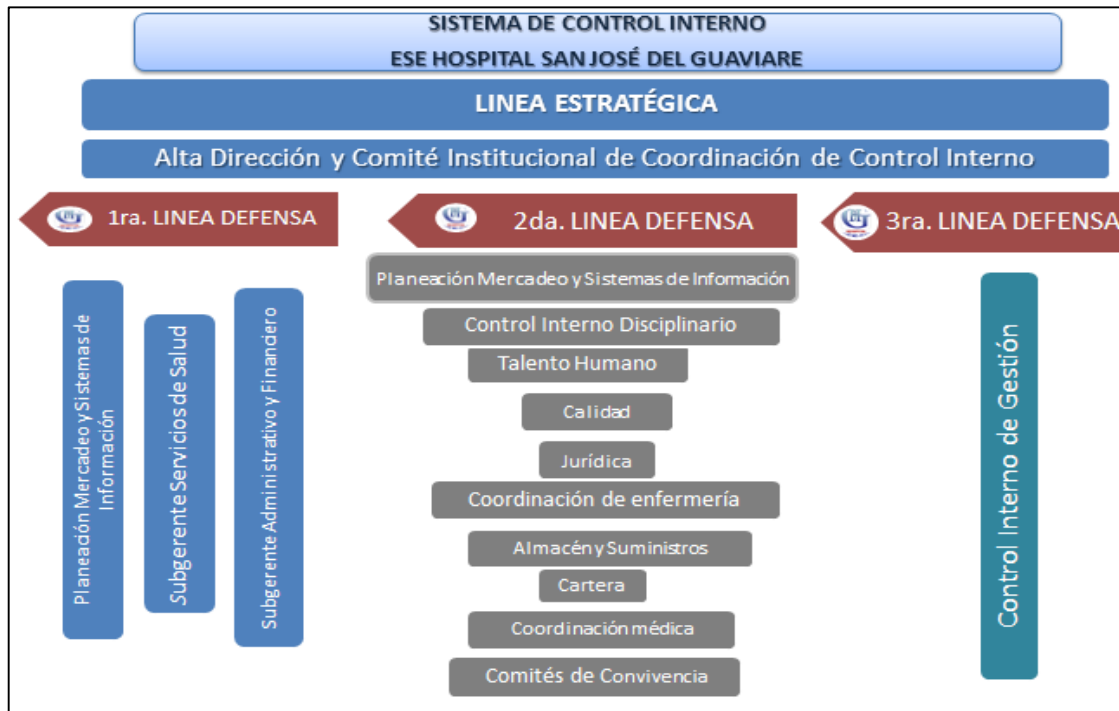 SISTEMA DE CONTROL INTERNO
ESE HOSPITAL SAN JOSÉ DEL GUAVIARE
LINEA ESTRATÉGICA
Alta Dirección y Comité Institucional de Coordinación de Control Interno
1ra. LINEA DEFENSA
Planeación Mercadeo y Sistemas de
Información
Subgerente Servicios de Salud
Subgerente Administrativo y Financiero
2da. LINEA DEFENSA
Planeación Mercadeo y Sistemas de Información
Control Interno Disciplinario
Talento Humano
Calidad
Jurídica
Coordinación de enfermería
Almacén y Suministros
Cartera
Coordinación médica
Comités de Convivencia
3ra. LINEA DEFENSA
Control Interno de Gestión